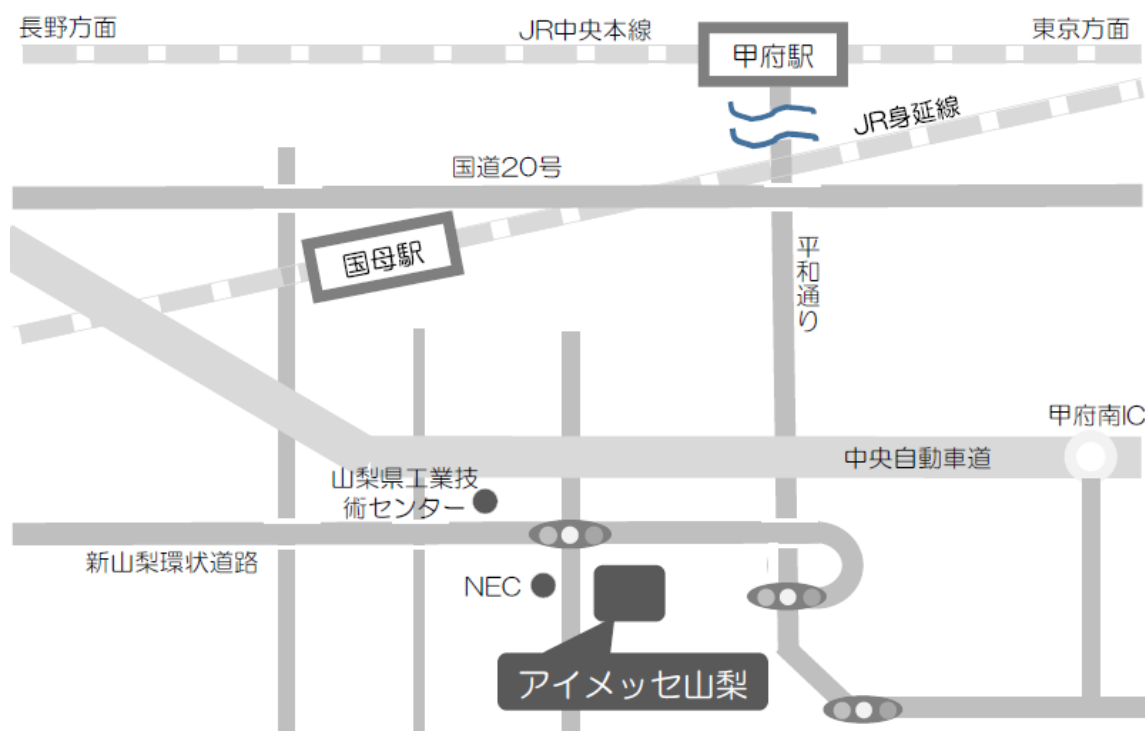 長野方面
JR中央本線
東京方面
甲府駅
JR身延線
国道20号
国母駅
平和通り
甲府南IC
中央自動車道
山梨県工業技
術センター
新山梨環状道路
NEC
アイメッセ山梨